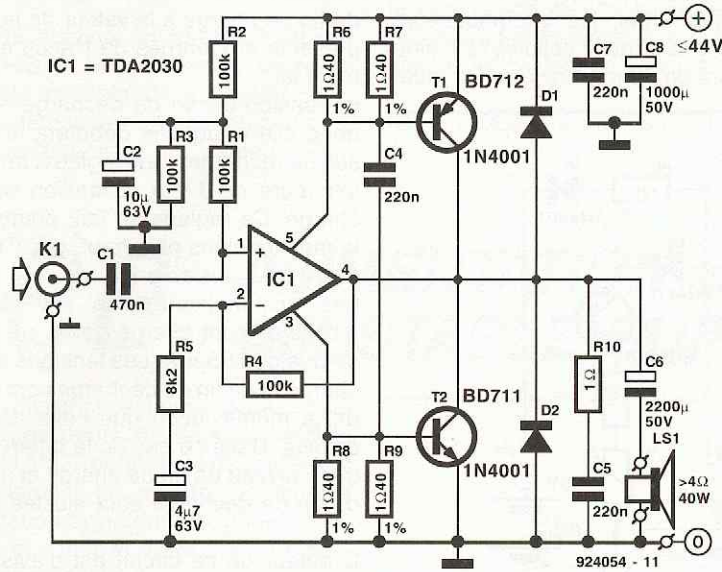 IC1 = TDA2030
R2
100k
R6
1Ω40
1%
R7
1Ω40
1%
C7
220n
C8
1000µ
50V
+
≤44V
T1
BD712
D1
1N4001
C2
10µ
63V
R3
100k
R1
100k
C4
220n
K1
C1
470n
1
+
2
−
5
IC1
4
3
R5
8k2
R4
100k
R10
1Ω
C6
2200µ
50V
LS1
>4Ω
40W
T2
BD711
D2
1N4001
C3
4µ7
63V
R8
1Ω40
1%
R9
1Ω40
1%
C5
220n
0
924054 - 11